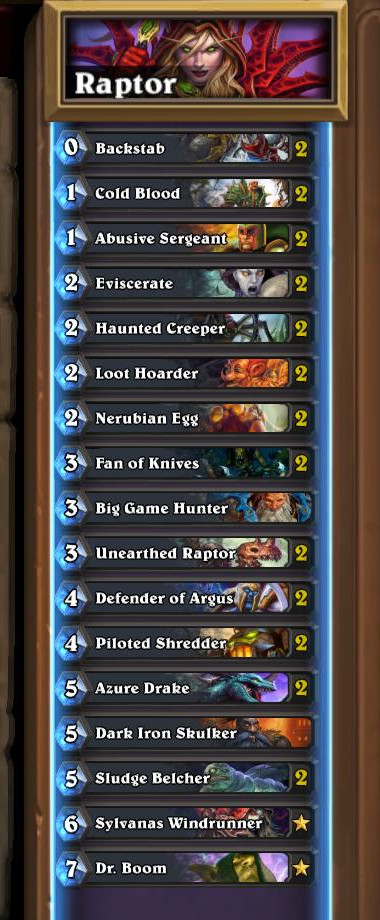 Raptor
0 Backstab 2
1 Cold Blood 2
1 Abusive Sergeant 2
2 Eviscerate 2
2 Haunted Creeper 2
2 Loot Hoarder 2
2 Nerubian Egg 2
3 Fan of Knives 2
3 Big Game Hunter
3 Unearthed Raptor 2
4 Defender of Argus 2
4 Piloted Shredder 2
5 Azure Drake 2
5 Dark Iron Skulker
5 Sludge Belcher 2
6 Sylvanas Windrunner
7 Dr. Boom